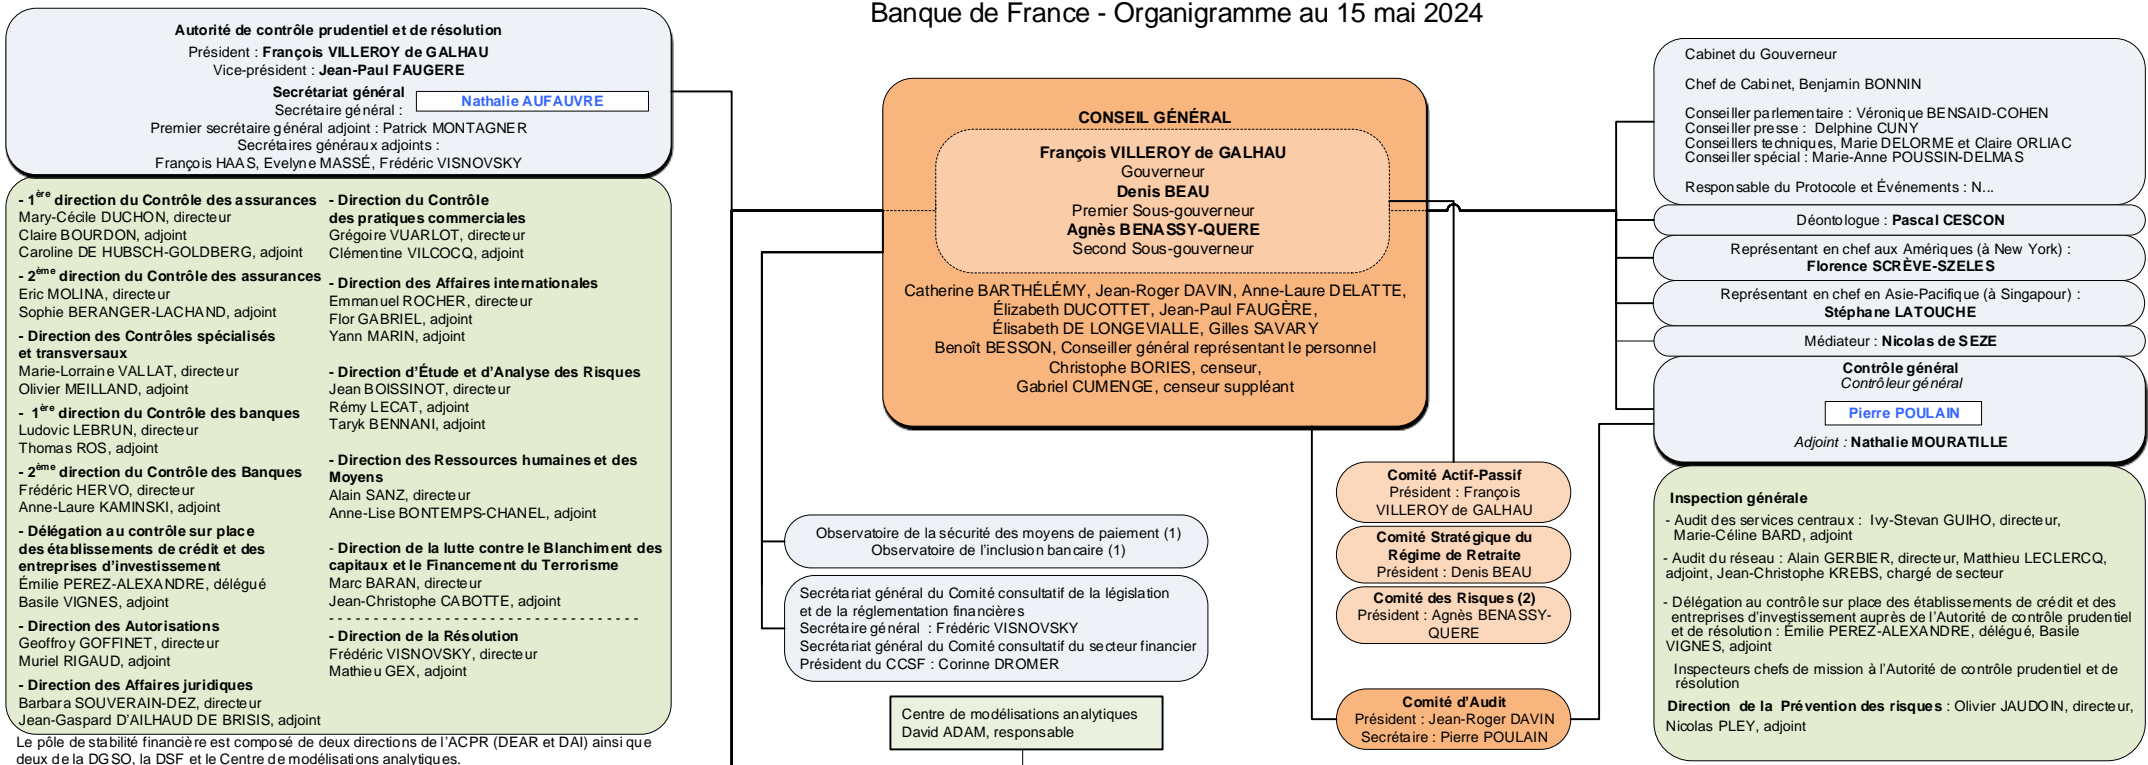 Banque de France - Organigramme au 15 mai 2024
Autorité de contrôle prudentiel et de résolution
Président : François VILLEROY de GALHAU
Vice-président : Jean-Paul FAUGERE
Secrétariat général
Secrétaire général :
Nathalie AUFAUVRE
Premier secrétaire général adjoint : Patrick MONTAGNER
Secrétaires généraux adjoints :
François HAAS, Evelyne MASSÉ, Frédéric VISNOVSKY
- 1ère direction du Contrôle des assurances
Mary-Cécile DUCHON, directeur
Claire BOURDON, adjoint
Caroline DE HUBSCH-GOLDBERG, adjoint
- 2ème direction du Contrôle des assurances
Eric MOLINA, directeur
Sophie BERANGER-LACHAND, adjoint
- Direction des Contrôles spécialisés
et transversaux
Marie-Lorraine VALLAT, directeur
Olivier MEILLAND, adjoint
- 1ère direction du Contrôle des banques
Ludovic LEBRUN, directeur
Thomas ROS, adjoint
- 2ème direction du Contrôle des Banques
Frédéric HERVO, directeur
Anne-Laure KAMINSKI, adjoint
- Délégation au contrôle sur place
des établissements de crédit et des
entreprises d'investissement
Émilie PEREZ-ALEXANDRE, délégué
Basile VIGNES, adjoint
- Direction des Autorisations
Geoffroy GOFFINET, directeur
Muriel RIGAUD, adjoint
- Direction des Affaires juridiques
Barbara SOUVERAIN-DEZ, directeur
Jean-Gaspard D'AILHAUD DE BRISIS, adjoint
- Direction du Contrôle
des pratiques commerciales
Grégoire VUARLOT, directeur
Clémentine VILCOCQ, adjoint
- Direction des Affaires internationales
Emmanuel ROCHER, directeur
Flor GABRIEL, adjoint
Yann MARIN, adjoint
- Direction d'Étude et d'Analyse des Risques
Jean BOISSINOT, directeur
Rémy LECAT, adjoint
Taryk BENNANI, adjoint
- Direction des Ressources humaines et des
Moyens
Alain SANZ, directeur
Anne-Lise BONTEMPS-CHANEL, adjoint
- Direction de la lutte contre le Blanchiment des
capitaux et le Financement du Terrorisme
Marc BARAN, directeur
Jean-Christophe CABOTTE, adjoint
- Direction de la Résolution
Frédéric VISNOVSKY, directeur
Mathieu GEX, adjoint
Le pôle de stabilité financière est composé de deux directions de l'ACPR (DEAR et DAI) ainsi que
deux de la DGSO, la DSF et le Centre de modélisations analytiques.
CONSEIL GÉNÉRAL
François VILLEROY de GALHAU
Gouverneur
Denis BEAU
Premier Sous-gouverneur
Agnès BENASSY-QUERE
Second Sous-gouverneur
Catherine BARTHÉLÉMY, Jean-Roger DAVIN, Anne-Laure DELATTE,
Élizabeth DUCOTTET, Jean-Paul FAUGÈRE,
Élisabeth DE LONGEVIALLE, Gilles SAVARY
Benoît BESSON, Conseiller général représentant le personnel
Christophe BORIES, censeur,
Gabriel CUMENGE, censeur suppléant
Observatoire de la sécurité des moyens de paiement (1)
Observatoire de l'inclusion bancaire (1)
Secrétariat général du Comité consultatif de la législation
et de la réglementation financières
Secrétaire général : Frédéric VISNOVSKY
Secrétariat général du Comité consultatif du secteur financier
Président du CCSF : Corinne DROMER
Centre de modélisations analytiques
David ADAM, responsable
Comité Actif-Passif
Président : François
VILLEROY de GALHAU
Comité Stratégique du
Régime de Retraite
Président : Denis BEAU
Comité des Risques (2)
Président : Agnès BENASSY-
QUERE
Comité d'Audit
Président : Jean-Roger DAVIN
Secrétaire : Pierre POULAIN
Cabinet du Gouverneur
Chef de Cabinet, Benjamin BONNIN
Conseiller parlementaire : Véronique BENSAID-COHEN
Conseiller presse : Delphine CUNY
Conseillers techniques, Marie DELORME et Claire ORLIAC
Conseiller spécial : Marie-Anne POUSSIN-DELMAS
Responsable du Protocole et Événements : N...
Déontologue : Pascal CESCON
Représentant en chef aux Amériques (à New York) :
Florence SCRÈVE-SZELES
Représentant en chef en Asie-Pacifique (à Singapour) :
Stéphane LATOUCHE
Médiateur : Nicolas de SEZE
Contrôle général
Contrôleur général
Pierre POULAIN
Adjoint : Nathalie MOURATILLE
Inspection générale
- Audit des services centraux : Ivy-Stevan GUIHO, directeur,
Marie-Céline BARD, adjoint
- Audit du réseau : Alain GERBIER, directeur, Matthieu LECLERCQ,
adjoint, Jean-Christophe KREBS, chargé de secteur
- Délégation au contrôle sur place des établissements de crédit et des
entreprises d'investissement auprès de l'Autorité de contrôle prudentiel
et de résolution : Émilie PEREZ-ALEXANDRE, délégué, Basile
VIGNES, adjoint
Inspecteurs chefs de mission à l'Autorité de contrôle prudentiel et de
résolution
Direction de la Prévention des risques : Olivier JAUDOIN, directeur,
Nicolas PLEY, adjoint